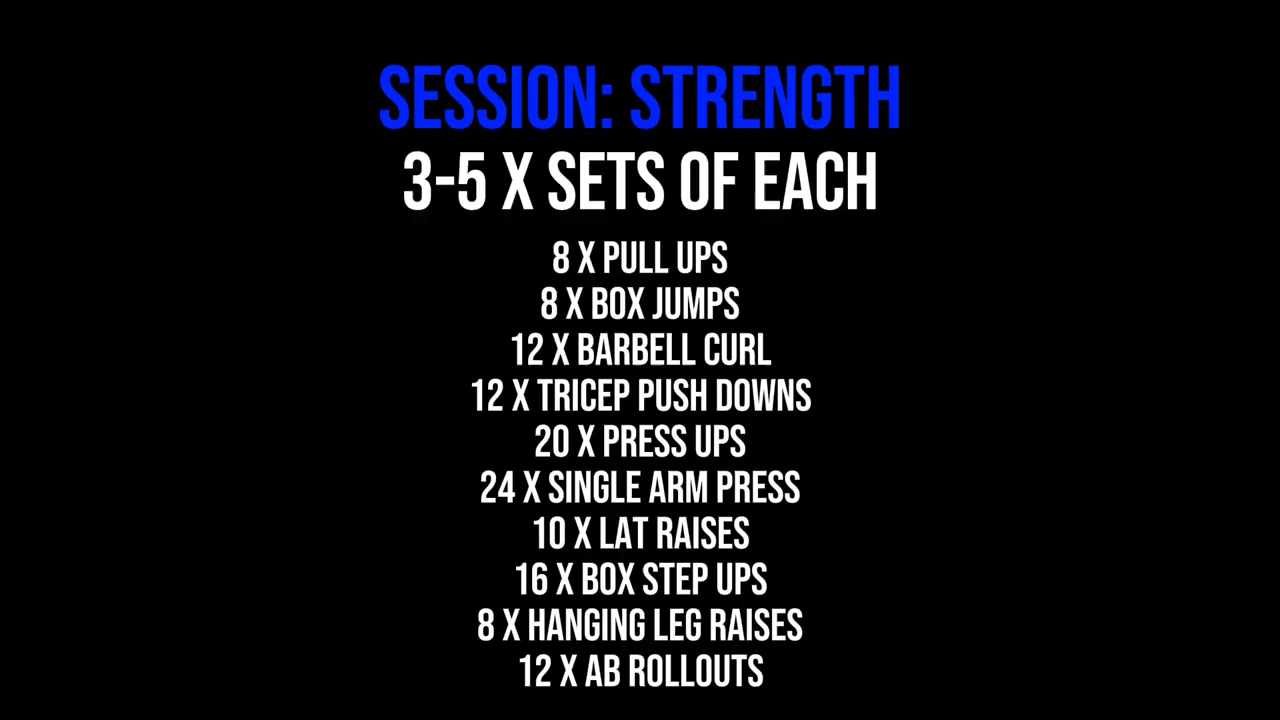 SESSION: STRENGTH
3-5 X SETS OF EACH
8 X PULL UPS
8 X BOX JUMPS
12 X BARBELL CURL
12 X TRICEP PUSH DOWNS
20 X PRESS UPS
24 X SINGLE ARM PRESS
10 X LAT RAISES
16 X BOX STEP UPS
8 X HANGING LEG RAISES
12 X AB ROLLOUTS